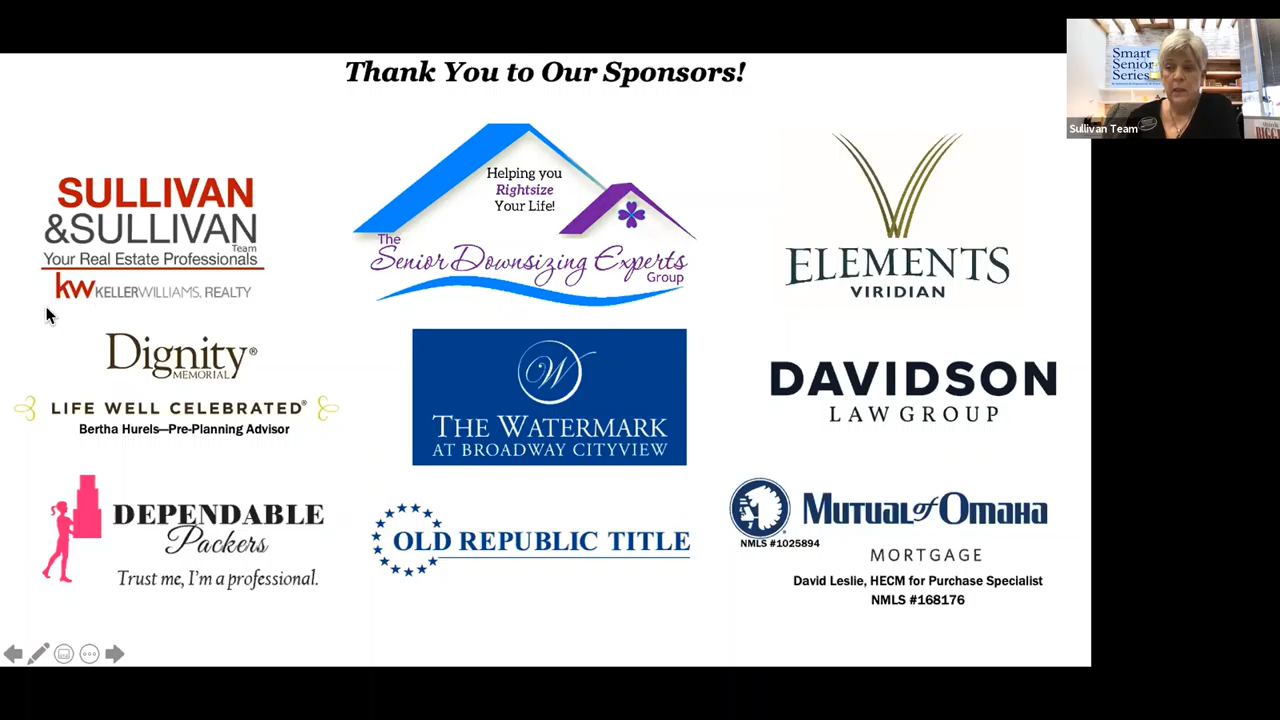 Thank You to Our Sponsors!
Smart
Senior
Series
Sullivan Team
SULLIVAN
&SULLIVAN
Team
Your Real Estate Professionals
kw KELLERWILLIAMS. REALTY
Helping you
Rightsize
Your Life!
The
Senior Downsizing Experts
Group
ELEMENTS
VIRIDIAN
Dignity®
MEMORIAL
LIFE WELL CELEBRATED®
Bertha Hurels—Pre-Planning Advisor
W
THE WATERMARK
AT BROADWAY CITYVIEW
DAVIDSON
LAW GROUP
DEPENDABLE
Packers
Trust me, I'm a professional.
OLD REPUBLIC TITLE
MUTUAL of OMAHA
NMLS #1025894
MORTGAGE
David Leslie, HECM for Purchase Specialist
NMLS #168176